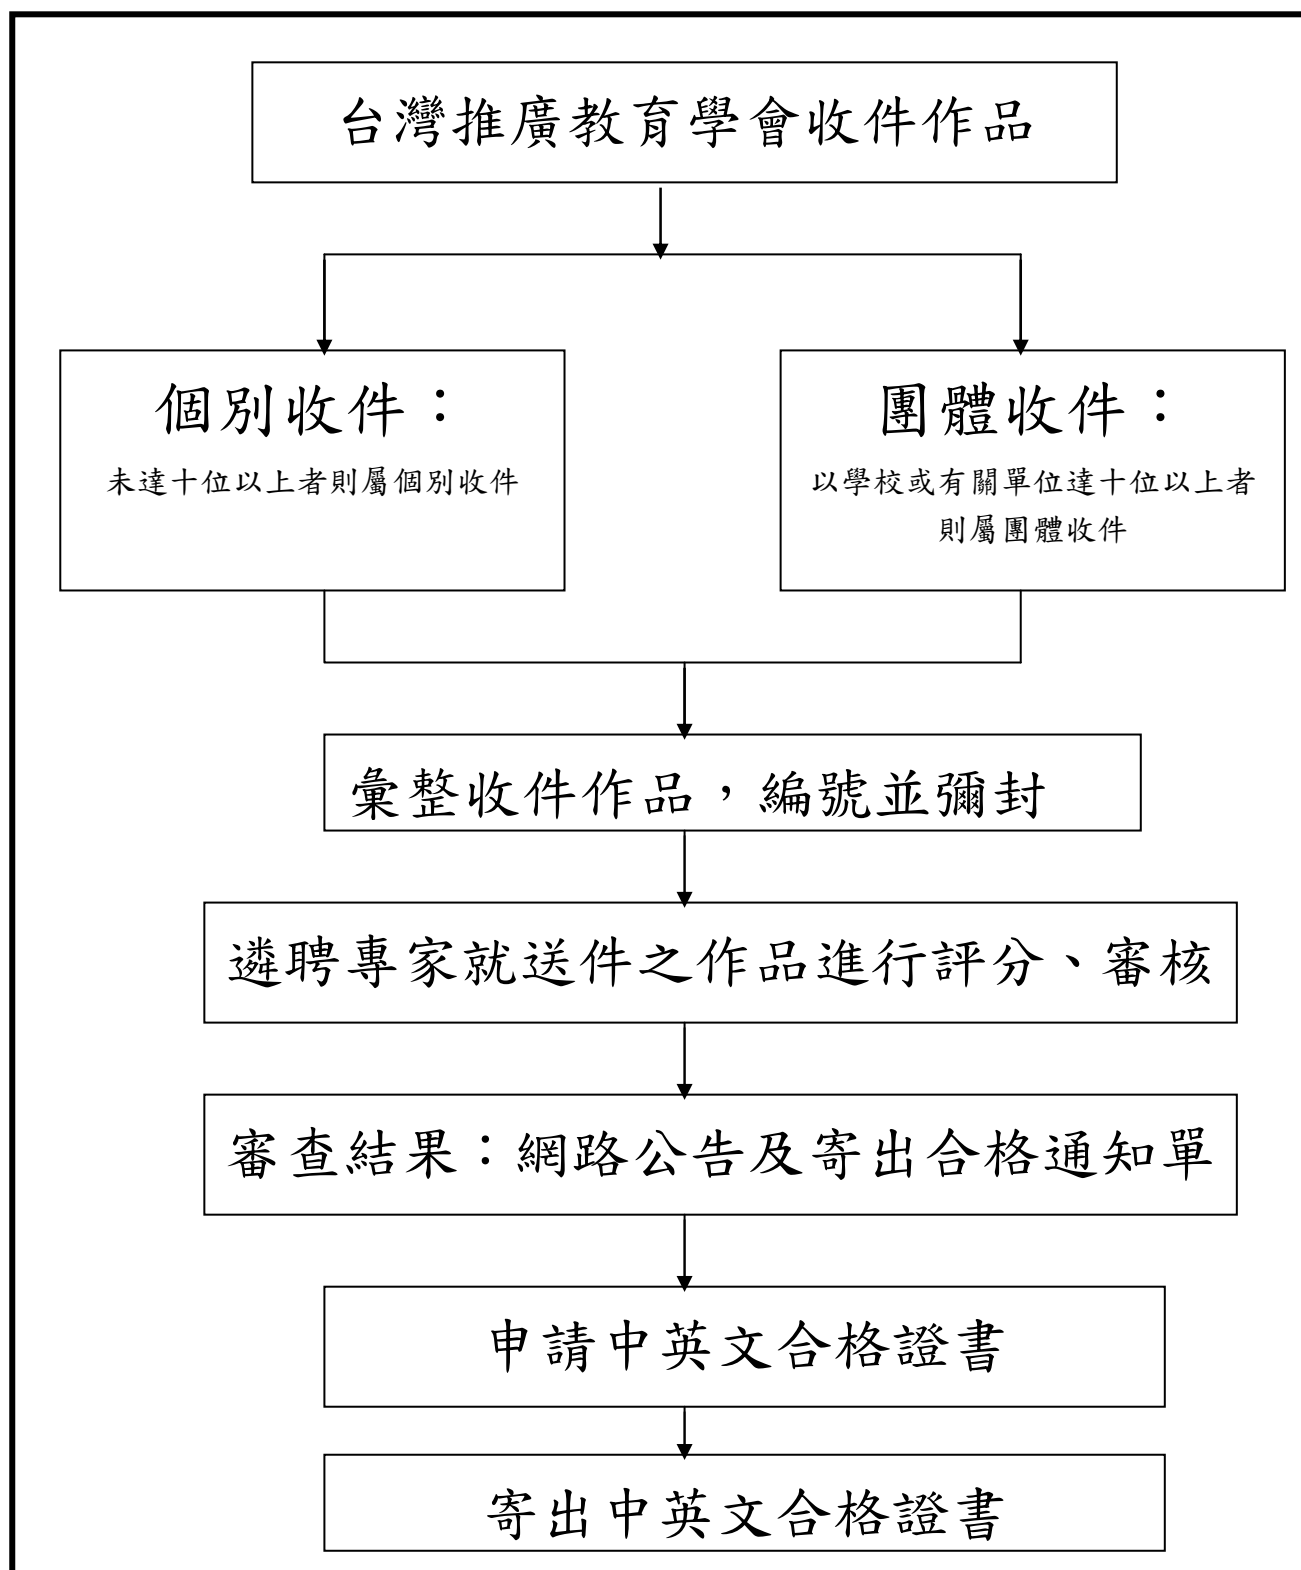 台灣推廣教育學會收件作品
個別收件：
未達十位以上者則屬個別收件
團體收件：
以學校或有關單位達十位以上者
則屬團體收件
彙整收件作品，編號並彌封
遴聘專家就送件之作品進行評分、審核
審查結果：網路公告及寄出合格通知單
申請中英文合格證書
寄出中英文合格證書